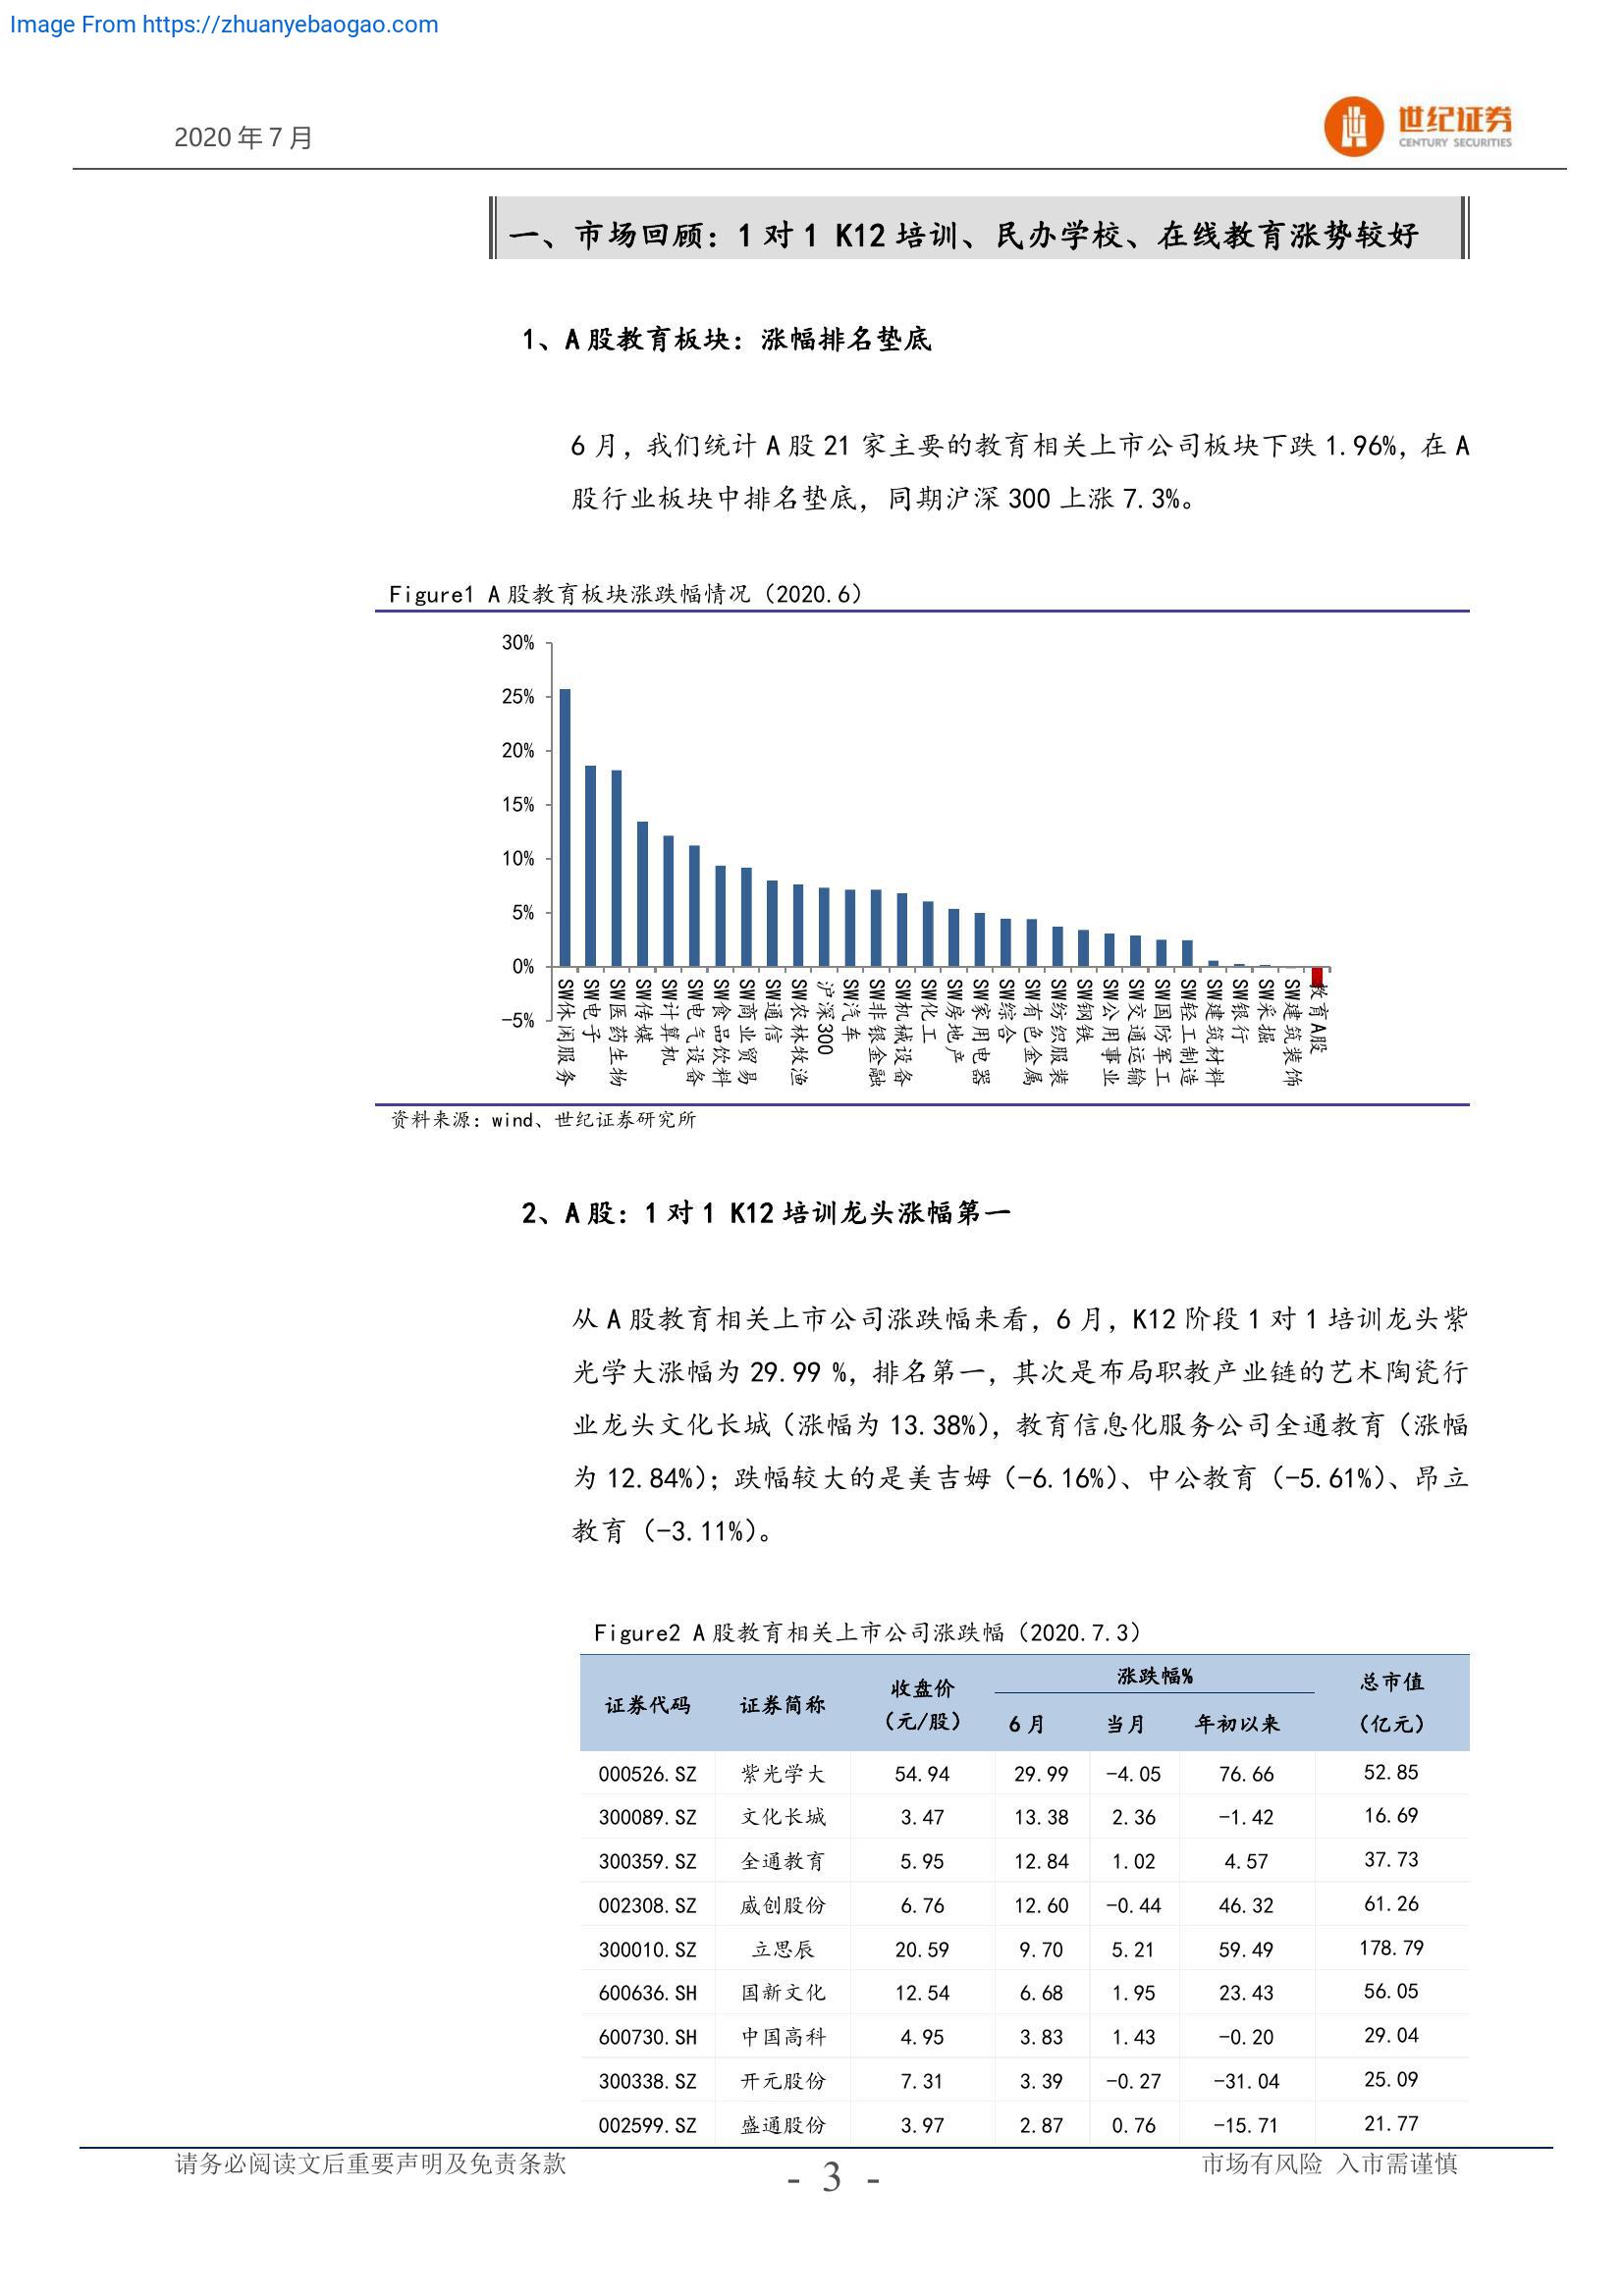 Image From https://zhuanyebaogao.com
2020年7月
世纪证券
CENTURY SECURITIES
一、市场回顾：1对1 K12培训、民办学校、在线教育涨势较好
1、A股教育板块：涨幅排名垫底
6月，我们统计A股21家主要的教育相关上市公司板块下跌1.96%，在A
股行业板块中排名垫底，同期沪深300上涨7.3%。
Figure1 A股教育板块涨跌幅情况（2020.6）
30%
25%
20%
15%
10%
5%
0%
-5%
SW休闲服务
SW电子
SW医药生物
SW传媒
SW计算机
SW电气设备
SW食品饮料
SW商业贸易
SW通信
SW农林牧渔
沪深300
SW汽车
SW非银金融
SW机械设备
SW化工
SW房地产
SW家用电器
SW综合
SW有色金属
SW纺织服装
SW钢铁
SW公用事业
SW交通运输
SW国防军工
SW轻工制造
SW建筑材料
SW银行
SW采掘
SW建筑装饰
教育A股
资料来源：wind、世纪证券研究所
2、A股：1对1 K12培训龙头涨幅第一
从A股教育相关上市公司涨跌幅来看，6月，K12阶段1对1培训龙头紫
光学大涨幅为29.99 %，排名第一，其次是布局职教产业链的艺术陶瓷行
业龙头文化长城（涨幅为13.38%），教育信息化服务公司全通教育（涨幅
为12.84%）；跌幅较大的是美吉姆（-6.16%）、中公教育（-5.61%）、昂立
教育（-3.11%）。
Figure2 A股教育相关上市公司涨跌幅（2020.7.3）
证券代码 证券简称 收盘价（元/股） 涨跌幅% 总市值（亿元）
6月 当月 年初以来
000526.SZ 紫光学大 54.94 29.99 -4.05 76.66 52.85
300089.SZ 文化长城 3.47 13.38 2.36 -1.42 16.69
300359.SZ 全通教育 5.95 12.84 1.02 4.57 37.73
002308.SZ 威创股份 6.76 12.60 -0.44 46.32 61.26
300010.SZ 立思辰 20.59 9.70 5.21 59.49 178.79
600636.SH 国新文化 12.54 6.68 1.95 23.43 56.05
600730.SH 中国高科 4.95 3.83 1.43 -0.20 29.04
300338.SZ 开元股份 7.31 3.39 -0.27 -31.04 25.09
002599.SZ 盛通股份 3.97 2.87 0.76 -15.71 21.77
请务必阅读文后重要声明及免责条款
- 3 -
市场有风险 入市需谨慎